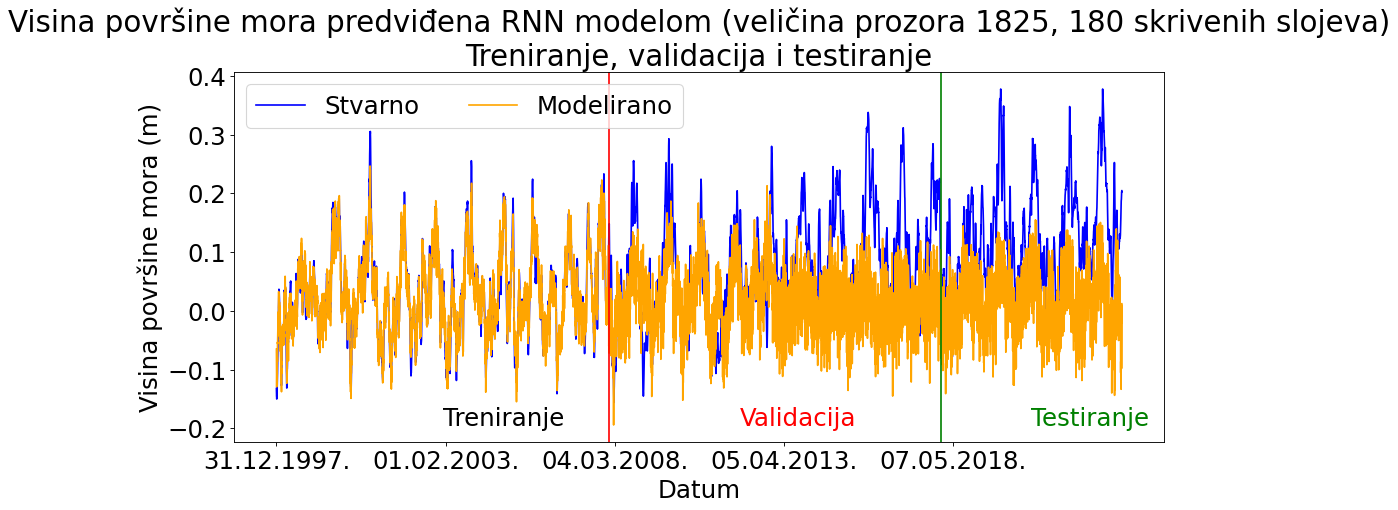 Visina površine mora predviđena RNN modelom (veličina prozora 1825, 180 skrivenih slojeva)
Treniranje, validacija i testiranje
Stvarno
Modelirano
Visina površine mora (m)
0.4
0.3
0.2
0.1
0.0
−0.1
−0.2
Treniranje
Validacija
Testiranje
31.12.1997.
01.02.2003.
04.03.2008.
05.04.2013.
07.05.2018.
Datum